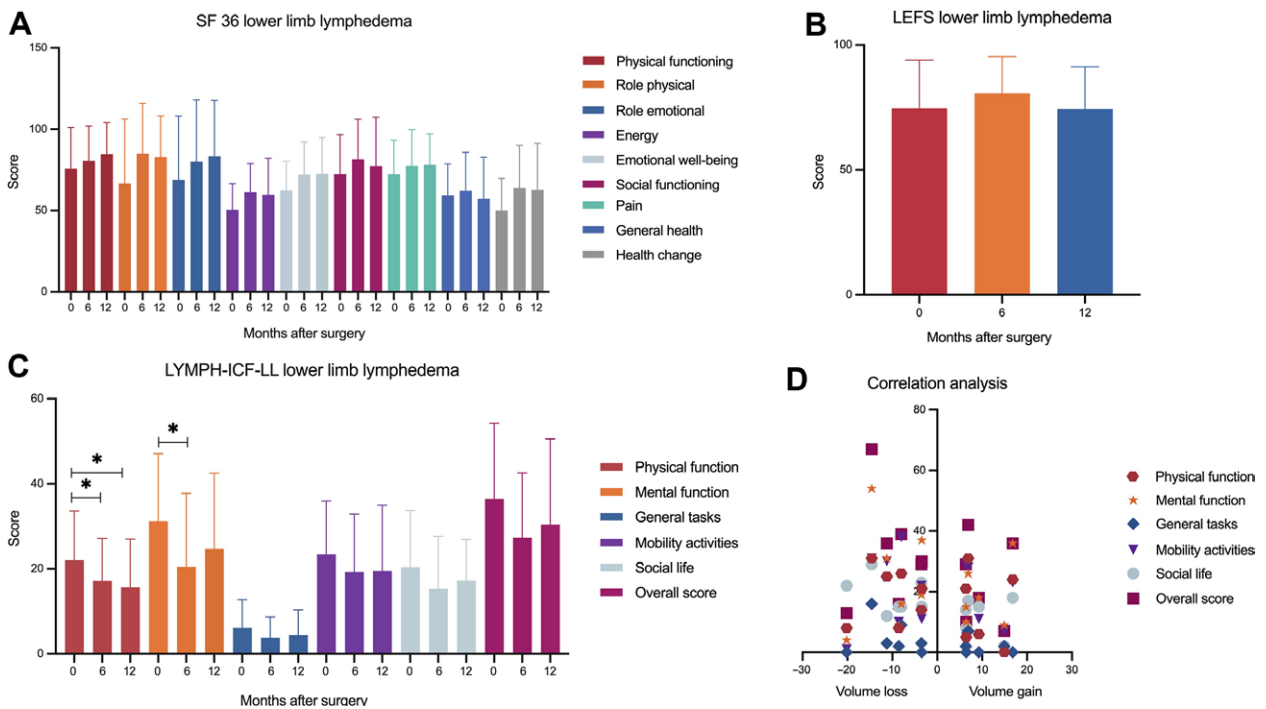 A
SF 36 lower limb lymphedema
150
100
50
0
Score
0 6 12 0 6 12 0 6 12 0 6 12 0 6 12 0 6 12 0 6 12 0 6 12 0 6 12
Months after surgery
Physical functioning
Role physical
Role emotional
Energy
Emotional well-being
Social functioning
Pain
General health
Health change
B
LEFS lower limb lymphedema
100
50
0
Score
0 6 12
Months after surgery
C
LYMPH-ICF-LL lower limb lymphedema
60
40
20
0
Score
* * *
0 6 12 0 6 12 0 6 12 0 6 12 0 6 12 0 6 12
Months after surgery
Physical function
Mental function
General tasks
Mobility activities
Social life
Overall score
D
Correlation analysis
80
60
40
20
−30 −20 −10 0 10 20 30
Volume loss Volume gain
Physical function
Mental function
General tasks
Mobility activities
Social life
Overall score